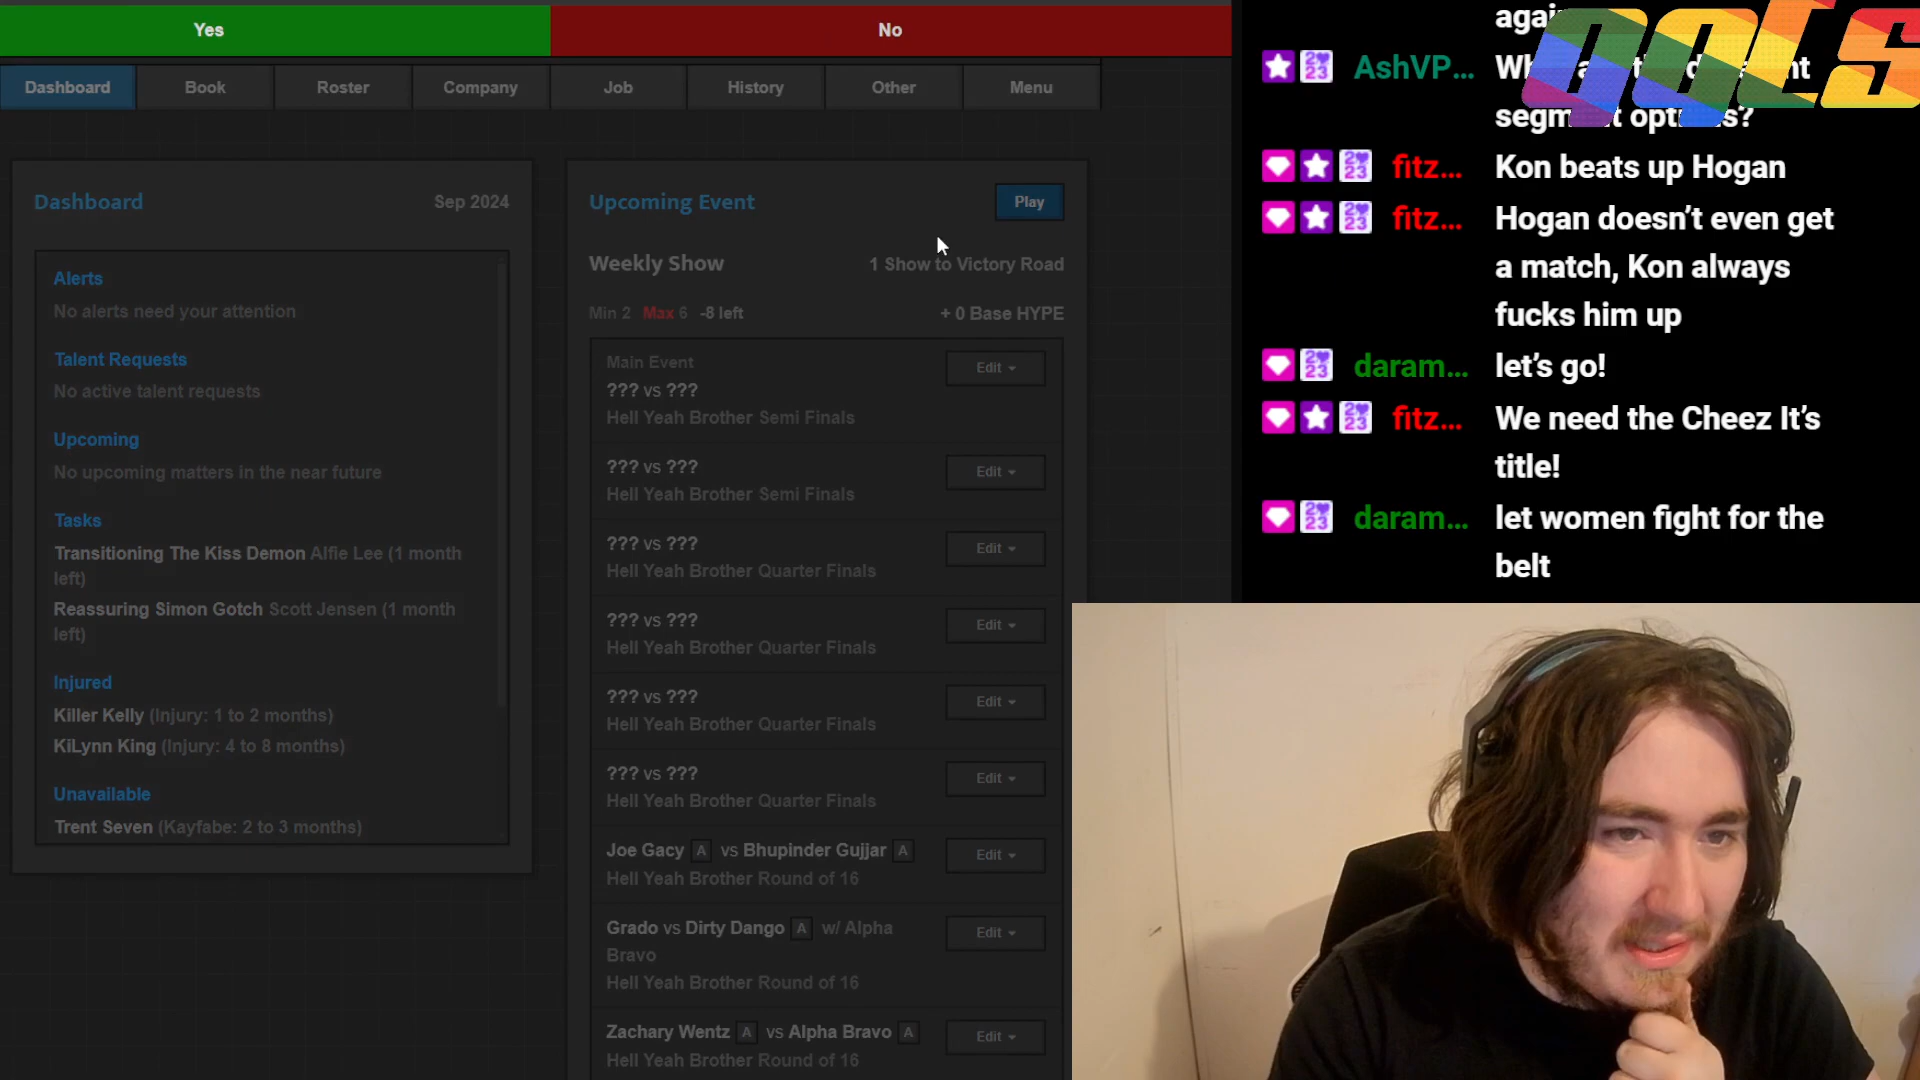 Yes
No
Dashboard
Book
Roster
Company
Job
History
Other
Menu
Dashboard
Sep 2024
Alerts
No alerts need your attention
Talent Requests
No active talent requests
Upcoming
No upcoming matters in the near future
Tasks
Transitioning The Kiss Demon Alfie Lee (1 month
left)
Reassuring Simon Gotch Scott Jensen (1 month
left)
Injured
Killer Kelly (Injury: 1 to 2 months)
KiLynn King (Injury: 4 to 8 months)
Unavailable
Trent Seven (Kayfabe: 2 to 3 months)
Upcoming Event
Play
Weekly Show
1 Show to Victory Road
Min 2 Max 6 -8 left
+ 0 Base HYPE
Main Event
Edit
??? vs ???
Hell Yeah Brother Semi Finals
??? vs ???
Edit
Hell Yeah Brother Semi Finals
??? vs ???
Edit
Hell Yeah Brother Quarter Finals
??? vs ???
Edit
Hell Yeah Brother Quarter Finals
??? vs ???
Edit
Hell Yeah Brother Quarter Finals
??? vs ???
Edit
Hell Yeah Brother Quarter Finals
Joe Gacy A vs Bhupinder Gujjar A
Edit
Hell Yeah Brother Round of 16
Grado vs Dirty Dango A w/ Alpha
Edit
Bravo
Hell Yeah Brother Round of 16
Zachary Wentz A vs Alpha Bravo A
Edit
Hell Yeah Brother Round of 16
AshVP...
fitz... Kon beats up Hogan
fitz... Hogan doesn't even get
a match, Kon always
fucks him up
daram... let's go!
fitz... We need the Cheez It's
title!
daram... let women fight for the
belt